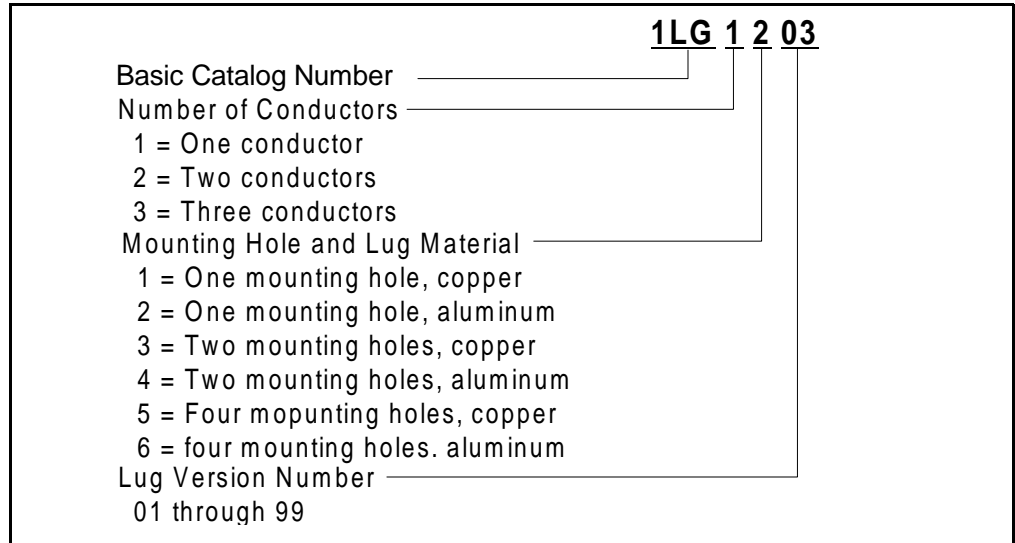 1LG 1 2 03
Basic Catalog Number
Number of Conductors
1 = One conductor
2 = Two conductors
3 = Three conductors
Mounting Hole and Lug Material
1 = One mounting hole, copper
2 = One mounting hole, aluminum
3 = Two mounting holes, copper
4 = Two mounting holes, aluminum
5 = Four mopunting holes, copper
6 = four mounting holes. aluminum
Lug Version Number
01 through 99